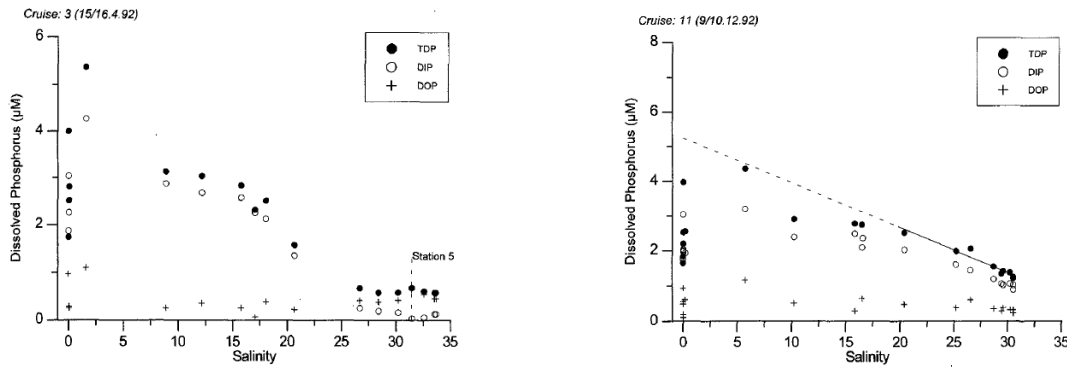 Cruise: 3 (15/16.4.92)
6
4
2
0
Dissolved Phosphorus (µM)
TDP
DIP
DOP
Station 5
0 5 10 15 20 25 30 35
Salinity
Cruise: 11 (9/10.12.92)
8
6
4
2
0
Dissolved Phosphorus (µM)
TDP
DIP
DOP
0 5 10 15 20 25 30 35
Salinity